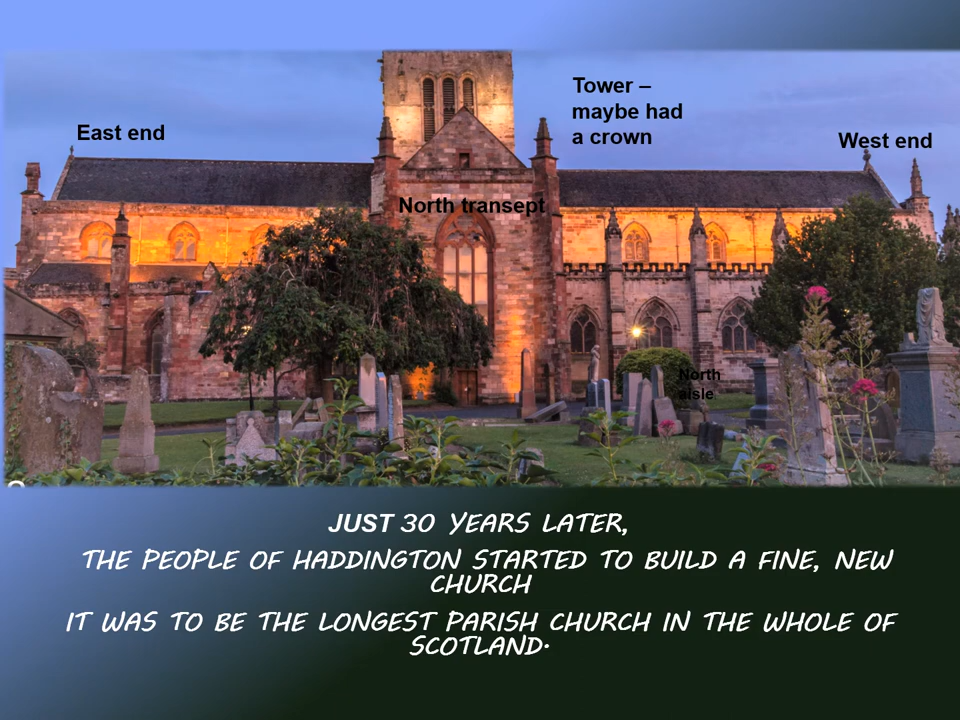 East end
Tower –
maybe had
a crown
West end
North transept
North
aisle
JUST 30 YEARS LATER,
THE PEOPLE OF HADDINGTON STARTED TO BUILD A FINE, NEW
CHURCH
IT WAS TO BE THE LONGEST PARISH CHURCH IN THE WHOLE OF
SCOTLAND.